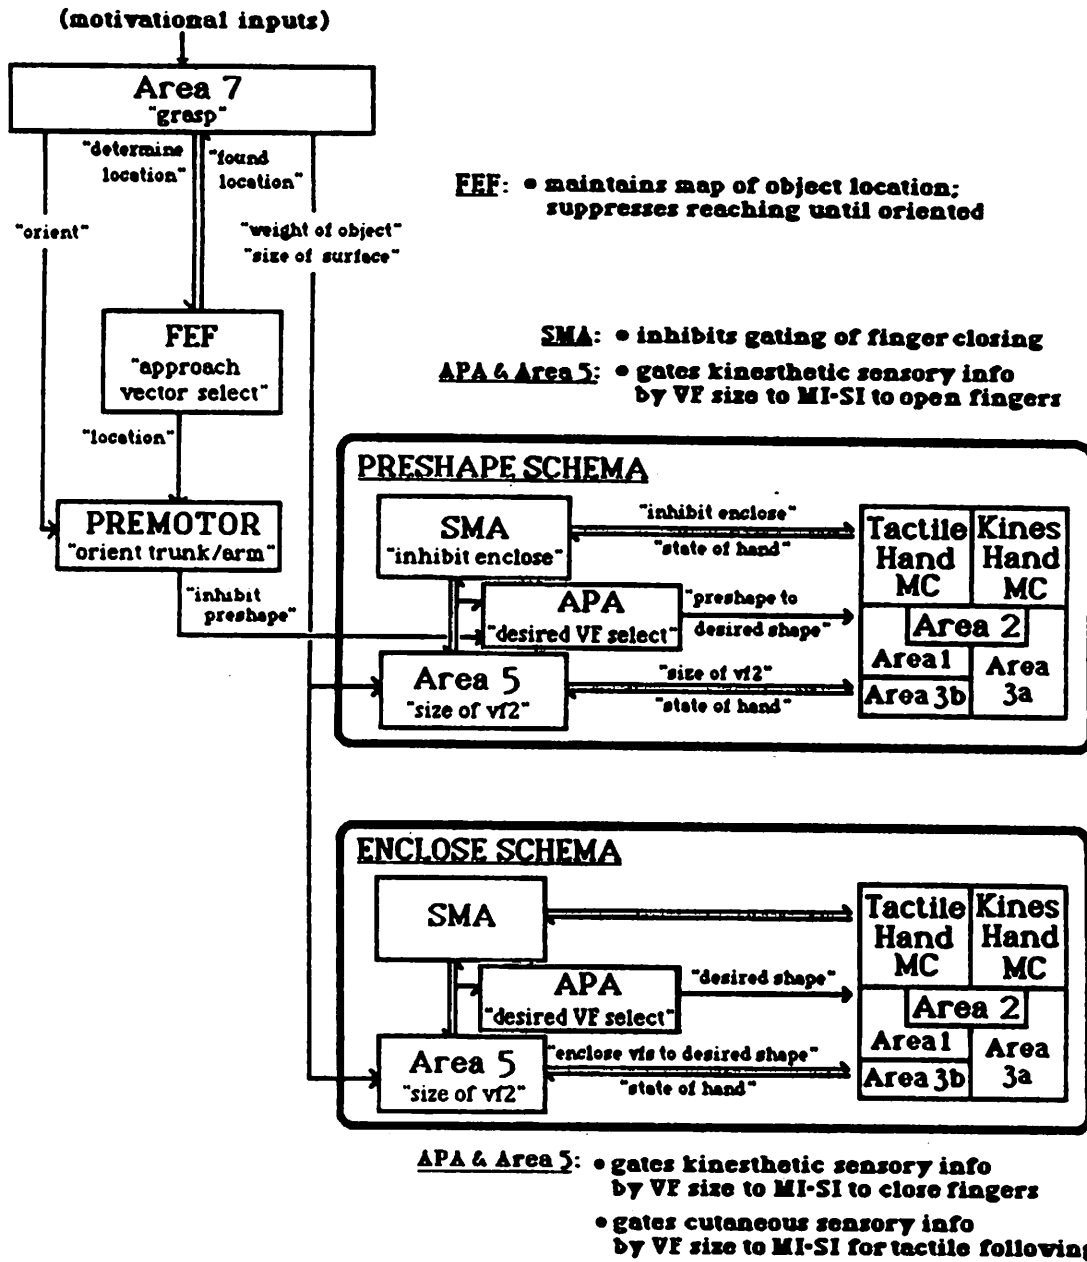 (motivational inputs)
Area 7
"grasp"
"determine
location"
"found
location"
"orient"
"weight of object"
"size of surface"
FEF: • maintains map of object location;
suppresses reaching until oriented
FEF
"approach
vector select"
SMA: • inhibits gating of finger closing
APA & Area 5: • gates kinesthetic sensory info
by VF size to MI-SI to open fingers
"location"
PREMOTOR
"orient trunk/arm"
"inhibit
preshape"
PRESHAPE SCHEMA
SMA
"inhibit enclose"
"inhibit enclose"
"state of hand"
APA
"desired VF select"
"preshape to
desired shape"
Area 5
"size of vf2"
"size of vf2"
"state of hand"
Tactile
Hand
MC
Kines
Hand
MC
Area 2
Area1
Area 3b
Area
3a
ENCLOSE SCHEMA
SMA
APA
"desired VF select"
"desired shape"
Area 5
"size of vf2"
"enclose vfs to desired shape"
"state of hand"
Tactile
Hand
MC
Kines
Hand
MC
Area 2
Area1
Area 3b
Area
3a
APA & Area 5: • gates kinesthetic sensory info
by VF size to MI-SI to close fingers
• gates cutaneous sensory info
by VF size to MI-SI for tactile following